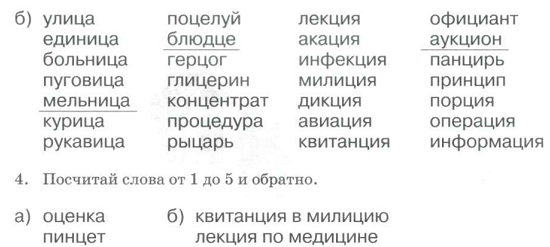 б) улица поцелуй лекция официант
единица блюдце акация аукцион
больница герцог инфекция панцирь
пуговица глицерин милиция принцип
мельница концентрат дикция порция
курица процедура авиация операция
рукавица рыцарь квитанция информация
4. Посчитай слова от 1 до 5 и обратно.
а) оценка б) квитанция в милицию
пинцет лекция по медицине